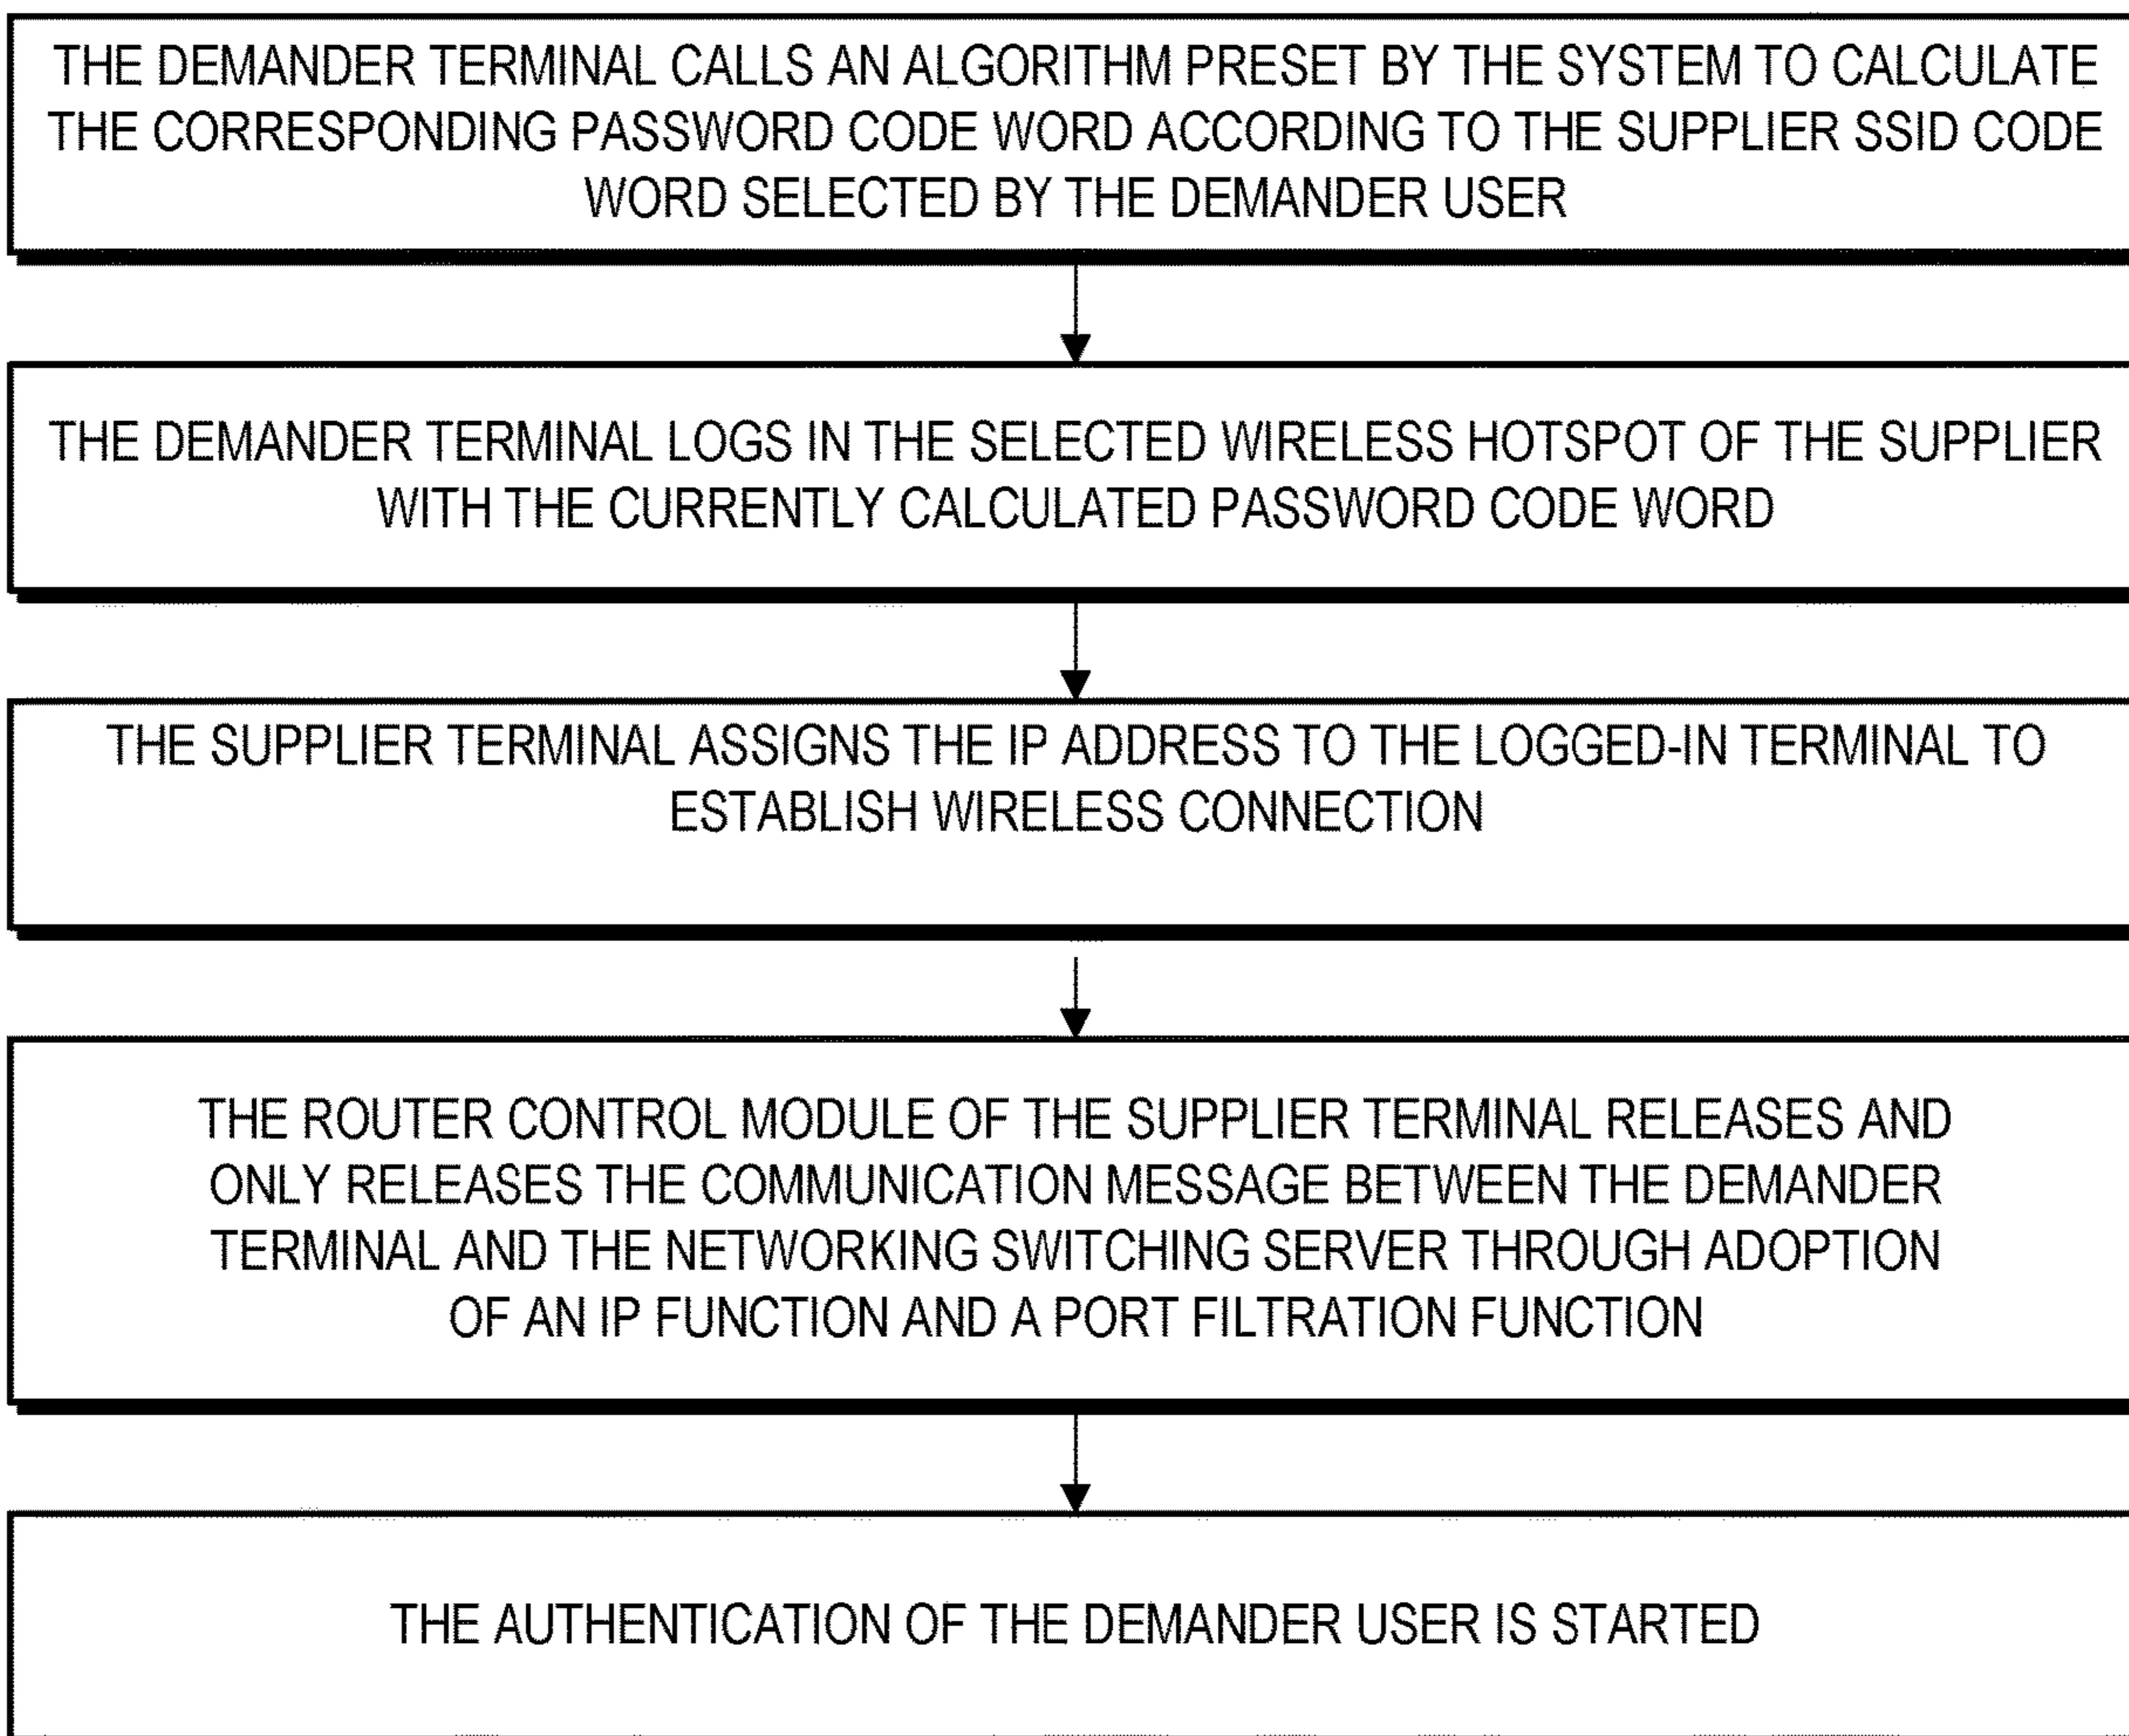 THE DEMANDER TERMINAL CALLS AN ALGORITHM PRESET BY THE SYSTEM TO CALCULATE
THE CORRESPONDING PASSWORD CODE WORD ACCORDING TO THE SUPPLIER SSID CODE
WORD SELECTED BY THE DEMANDER USER
THE DEMANDER TERMINAL LOGS IN THE SELECTED WIRELESS HOTSPOT OF THE SUPPLIER
WITH THE CURRENTLY CALCULATED PASSWORD CODE WORD
THE SUPPLIER TERMINAL ASSIGNS THE IP ADDRESS TO THE LOGGED-IN TERMINAL TO
ESTABLISH WIRELESS CONNECTION
THE ROUTER CONTROL MODULE OF THE SUPPLIER TERMINAL RELEASES AND
ONLY RELEASES THE COMMUNICATION MESSAGE BETWEEN THE DEMANDER
TERMINAL AND THE NETWORKING SWITCHING SERVER THROUGH ADOPTION
OF AN IP FUNCTION AND A PORT FILTRATION FUNCTION
THE AUTHENTICATION OF THE DEMANDER USER IS STARTED